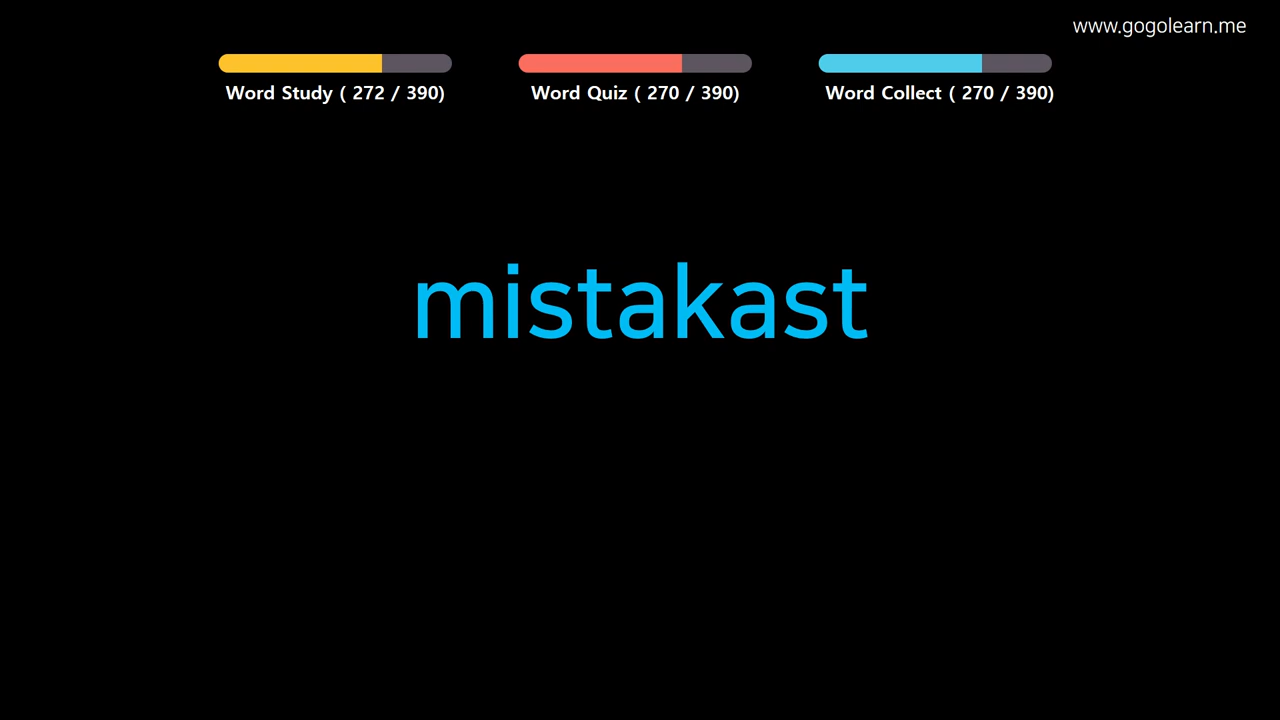 www.gogolearn.me
Word Study ( 272 / 390)
Word Quiz ( 270 / 390)
Word Collect ( 270 / 390)
mistakast